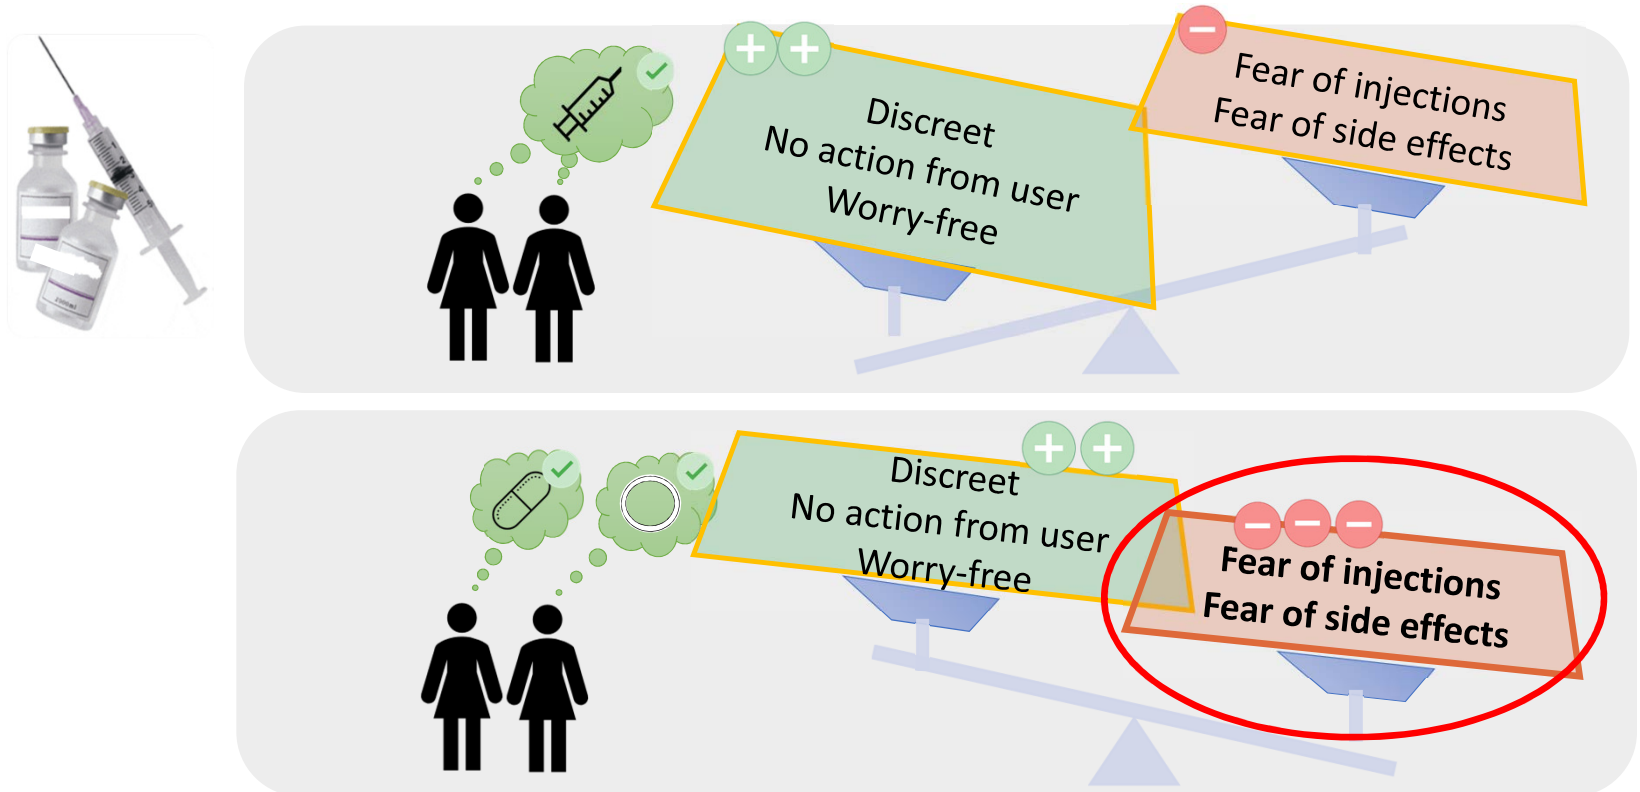 Discreet
No action from user
Worry-free
Fear of injections
Fear of side effects
Discreet
No action from user
Worry-free
Fear of injections
Fear of side effects